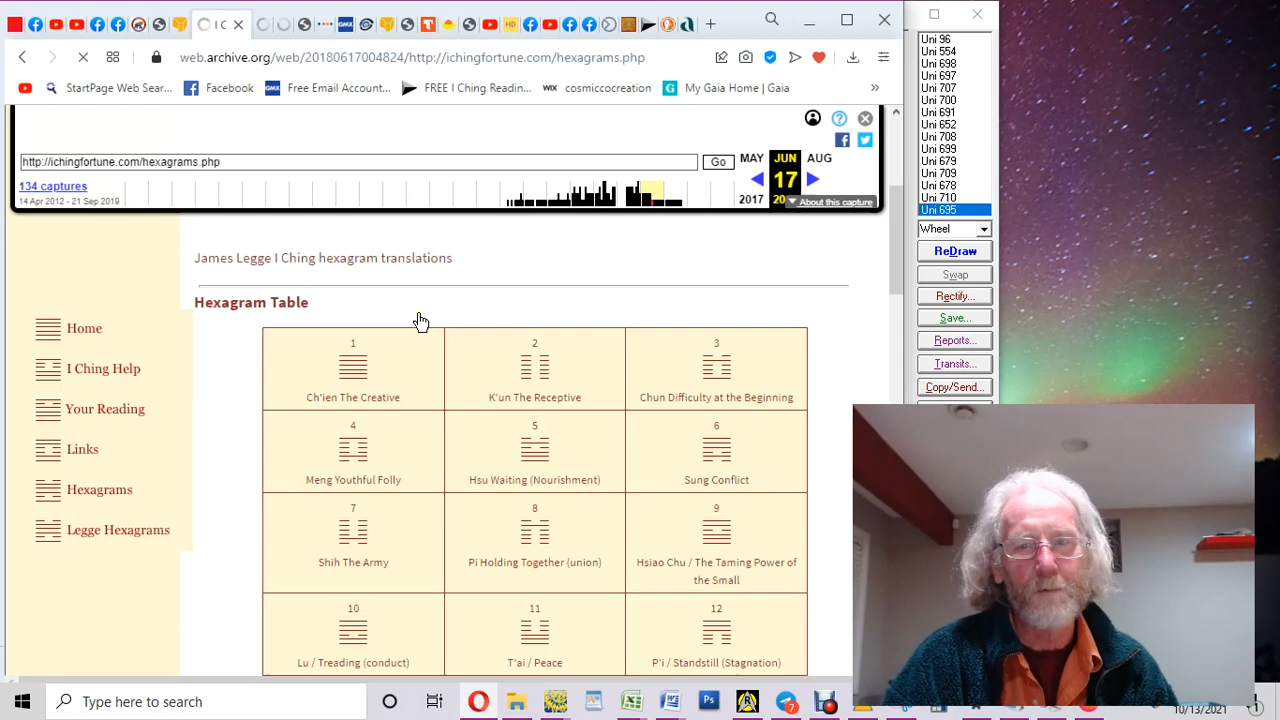 web.archive.org/web/20180617004824/http://ichingfortune.com/hexagrams.php
StartPage Web Sear...
Facebook
Free Email Account...
FREE I Ching Readin...
WIX cosmiccocreation
My Gaia Home | Gaia
http://ichingfortune.com/hexagrams.php
Go
MAY JUN AUG
134 captures
17
14 Apr 2012 - 21 Sep 2019
2017
About this capture
James Legge I Ching hexagram translations
Hexagram Table
Home
I Ching Help
Your Reading
Links
Hexagrams
Legge Hexagrams
1
Ch'ien The Creative
2
K'un The Receptive
3
Chun Difficulty at the Beginning
4
Meng Youthful Folly
5
Hsu Waiting (Nourishment)
6
Sung Conflict
7
Shih The Army
8
Pi Holding Together (union)
9
Hsiao Chu / The Taming Power of
the Small
10
Lu / Treading (conduct)
11
T'ai / Peace
12
P'i / Standstill (Stagnation)
Uni 96
Uni 554
Uni 698
Uni 697
Uni 707
Uni 700
Uni 691
Uni 652
Uni 708
Uni 699
Uni 679
Uni 709
Uni 678
Uni 710
Uni 695
Wheel
ReDraw
Swap
Rectify...
Save...
Reports...
Transits...
Copy/Send...
Type here to search
10/13/2021